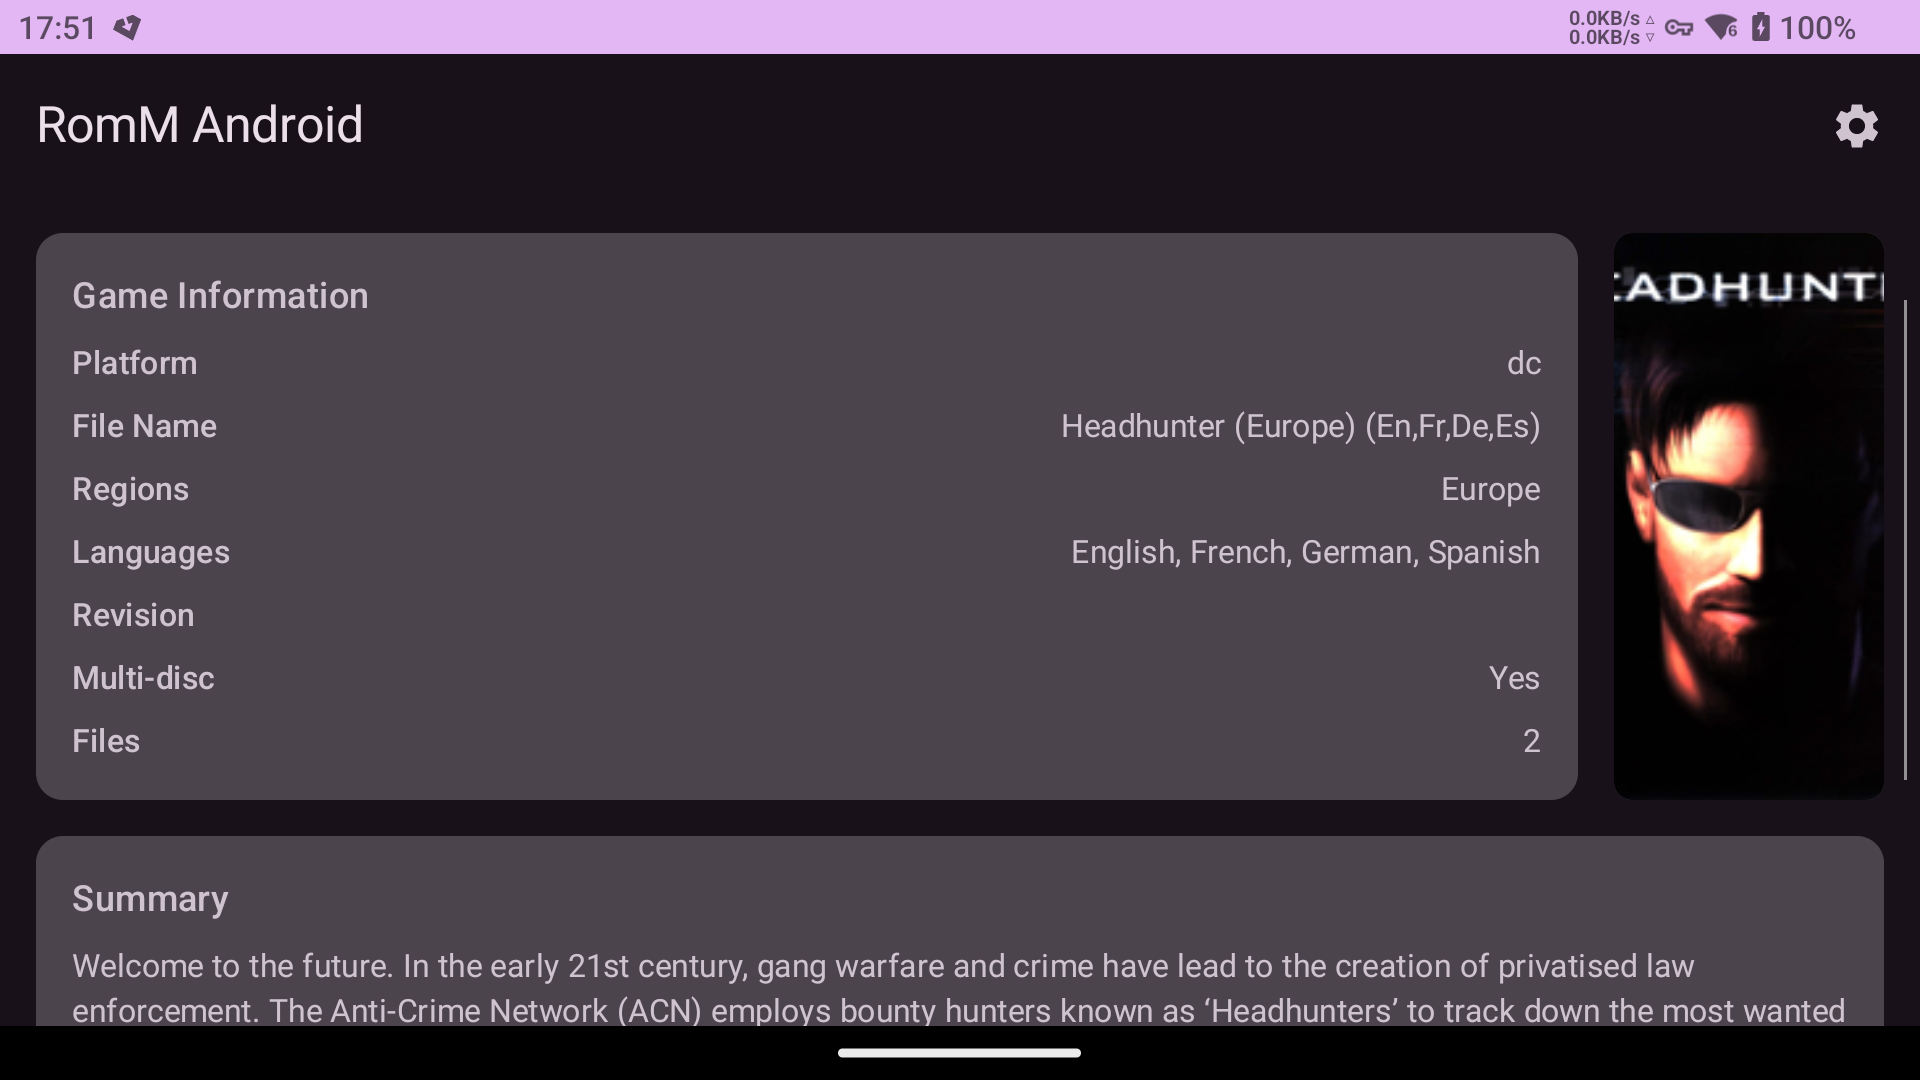 17:51
0.0KB/s
0.0KB/s
6
100%
RomM Android
Game Information
Platform
dc
File Name
Headhunter (Europe) (En,Fr,De,Es)
Regions
Europe
Languages
English, French, German, Spanish
Revision
Multi-disc
Yes
Files
2
EADHUNT
Summary
Welcome to the future. In the early 21st century, gang warfare and crime have lead to the creation of privatised law
enforcement. The Anti-Crime Network (ACN) employs bounty hunters known as ‘Headhunters’ to track down the most wanted